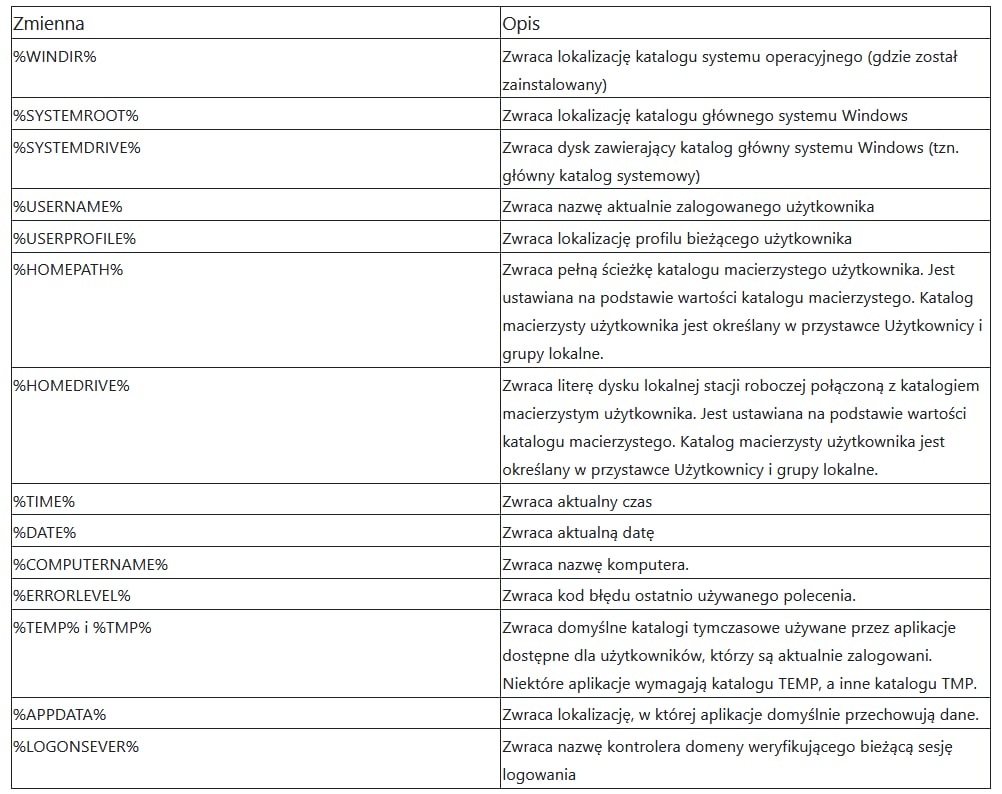 Zmienna
Opis
%WINDIR%
Zwraca lokalizację katalogu systemu operacyjnego (gdzie został
zainstalowany)
%SYSTEMROOT%
Zwraca lokalizację katalogu głównego systemu Windows
%SYSTEMDRIVE%
Zwraca dysk zawierający katalog główny systemu Windows (tzn.
główny katalog systemowy)
%USERNAME%
Zwraca nazwę aktualnie zalogowanego użytkownika
%USERPROFILE%
Zwraca lokalizację profilu bieżącego użytkownika
%HOMEPATH%
Zwraca pełną ścieżkę katalogu macierzystego użytkownika. Jest
ustawiana na podstawie wartości katalogu macierzystego. Katalog
macierzysty użytkownika jest określany w przystawce Użytkownicy i
grupy lokalne.
%HOMEDRIVE%
Zwraca literę dysku lokalnej stacji roboczej połączoną z katalogiem
macierzystym użytkownika. Jest ustawiana na podstawie wartości
katalogu macierzystego. Katalog macierzysty użytkownika jest
określany w przystawce Użytkownicy i grupy lokalne.
%TIME%
Zwraca aktualny czas
%DATE%
Zwraca aktualną datę
%COMPUTERNAME%
Zwraca nazwę komputera.
%ERRORLEVEL%
Zwraca kod błędu ostatnio używanego polecenia.
%TEMP% i %TMP%
Zwraca domyślne katalogi tymczasowe używane przez aplikacje
dostępne dla użytkowników, którzy są aktualnie zalogowani.
Niektóre aplikacje wymagają katalogu TEMP, a inne katalogu TMP.
%APPDATA%
Zwraca lokalizację, w której aplikacje domyślnie przechowują dane.
%LOGONSEVER%
Zwraca nazwę kontrolera domeny weryfikującego bieżącą sesję
logowania